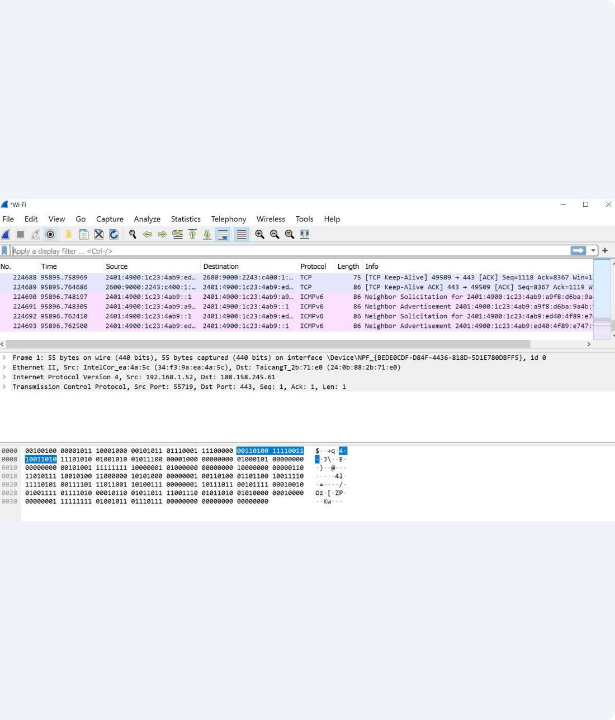 *Wi-Fi
File Edit View Go Capture Analyze Statistics Telephony Wireless Tools Help
Apply a display filter ... <Ctrl-/>
No. Time Source Destination Protocol Length Info
224688 95895.758969 2401:4900:1c23:4ab9:ed… 2600:9000:2243:c400:1:… TCP 75 [TCP Keep-Alive] 49509 → 443 [ACK] Seq=1118 Ack=8367 Win=1
224689 95895.764686 2600:9000:2243:c400:1:… 2401:4900:1c23:4ab9:ed… TCP 86 [TCP Keep-Alive ACK] 443 → 49509 [ACK] Seq=8367 Ack=1119 W
224690 95896.748197 2401:4900:1c23:4ab9::1 2401:4900:1c23:4ab9:a9… ICMPv6 86 Neighbor Solicitation for 2401:4900:1c23:4ab9:a9f8:d6ba:9a
224691 95896.748305 2401:4900:1c23:4ab9:a9… 2401:4900:1c23:4ab9::1 ICMPv6 86 Neighbor Advertisement 2401:4900:1c23:4ab9:a9f8:d6ba:9a4b:
224692 95896.762410 2401:4900:1c23:4ab9::1 2401:4900:1c23:4ab9:ed… ICMPv6 86 Neighbor Solicitation for 2401:4900:1c23:4ab9:ed40:4f89:e7
224693 95896.762500 2401:4900:1c23:4ab9:ed… 2401:4900:1c23:4ab9::1 ICMPv6 86 Neighbor Advertisement 2401:4900:1c23:4ab9:ed40:4f89:e747:
Frame 1: 55 bytes on wire (440 bits), 55 bytes captured (440 bits) on interface \Device\NPF_{BEDE0CDF-D84F-4436-818D-5D1E780DBFF5}, id 0
Ethernet II, Src: IntelCor_ea:4a:5c (34:f3:9a:ea:4a:5c), Dst: TaicangT_2b:71:e0 (24:0b:88:2b:71:e0)
Internet Protocol Version 4, Src: 192.168.1.52, Dst: 108.158.245.61
Transmission Control Protocol, Src Port: 55719, Dst Port: 443, Seq: 1, Ack: 1, Len: 1
0000 00100100 00001011 10001000 00101011 01110001 11100000 00110100 11110011 $ ··+q 4·
0008 10011010 11101010 01001010 01011100 00001000 00000000 01000101 00000000 · ·J\··E·
0010 00000000 00101001 11111111 10000001 01000000 00000000 10000000 00000110 ·)··@···
0018 11010111 10010100 11000000 10101000 00000001 00110100 01101100 10011110 ·····4l·
0020 11110101 00111101 11011001 10100111 00000001 10111011 00101111 00010010 ·=····/·
0028 01001111 01111010 00010110 01011011 11001110 01011010 01010000 00010000 Oz·[·ZP·
0030 00000001 11111111 01001011 01110111 00000000 00000000 00000000 ··Kw···